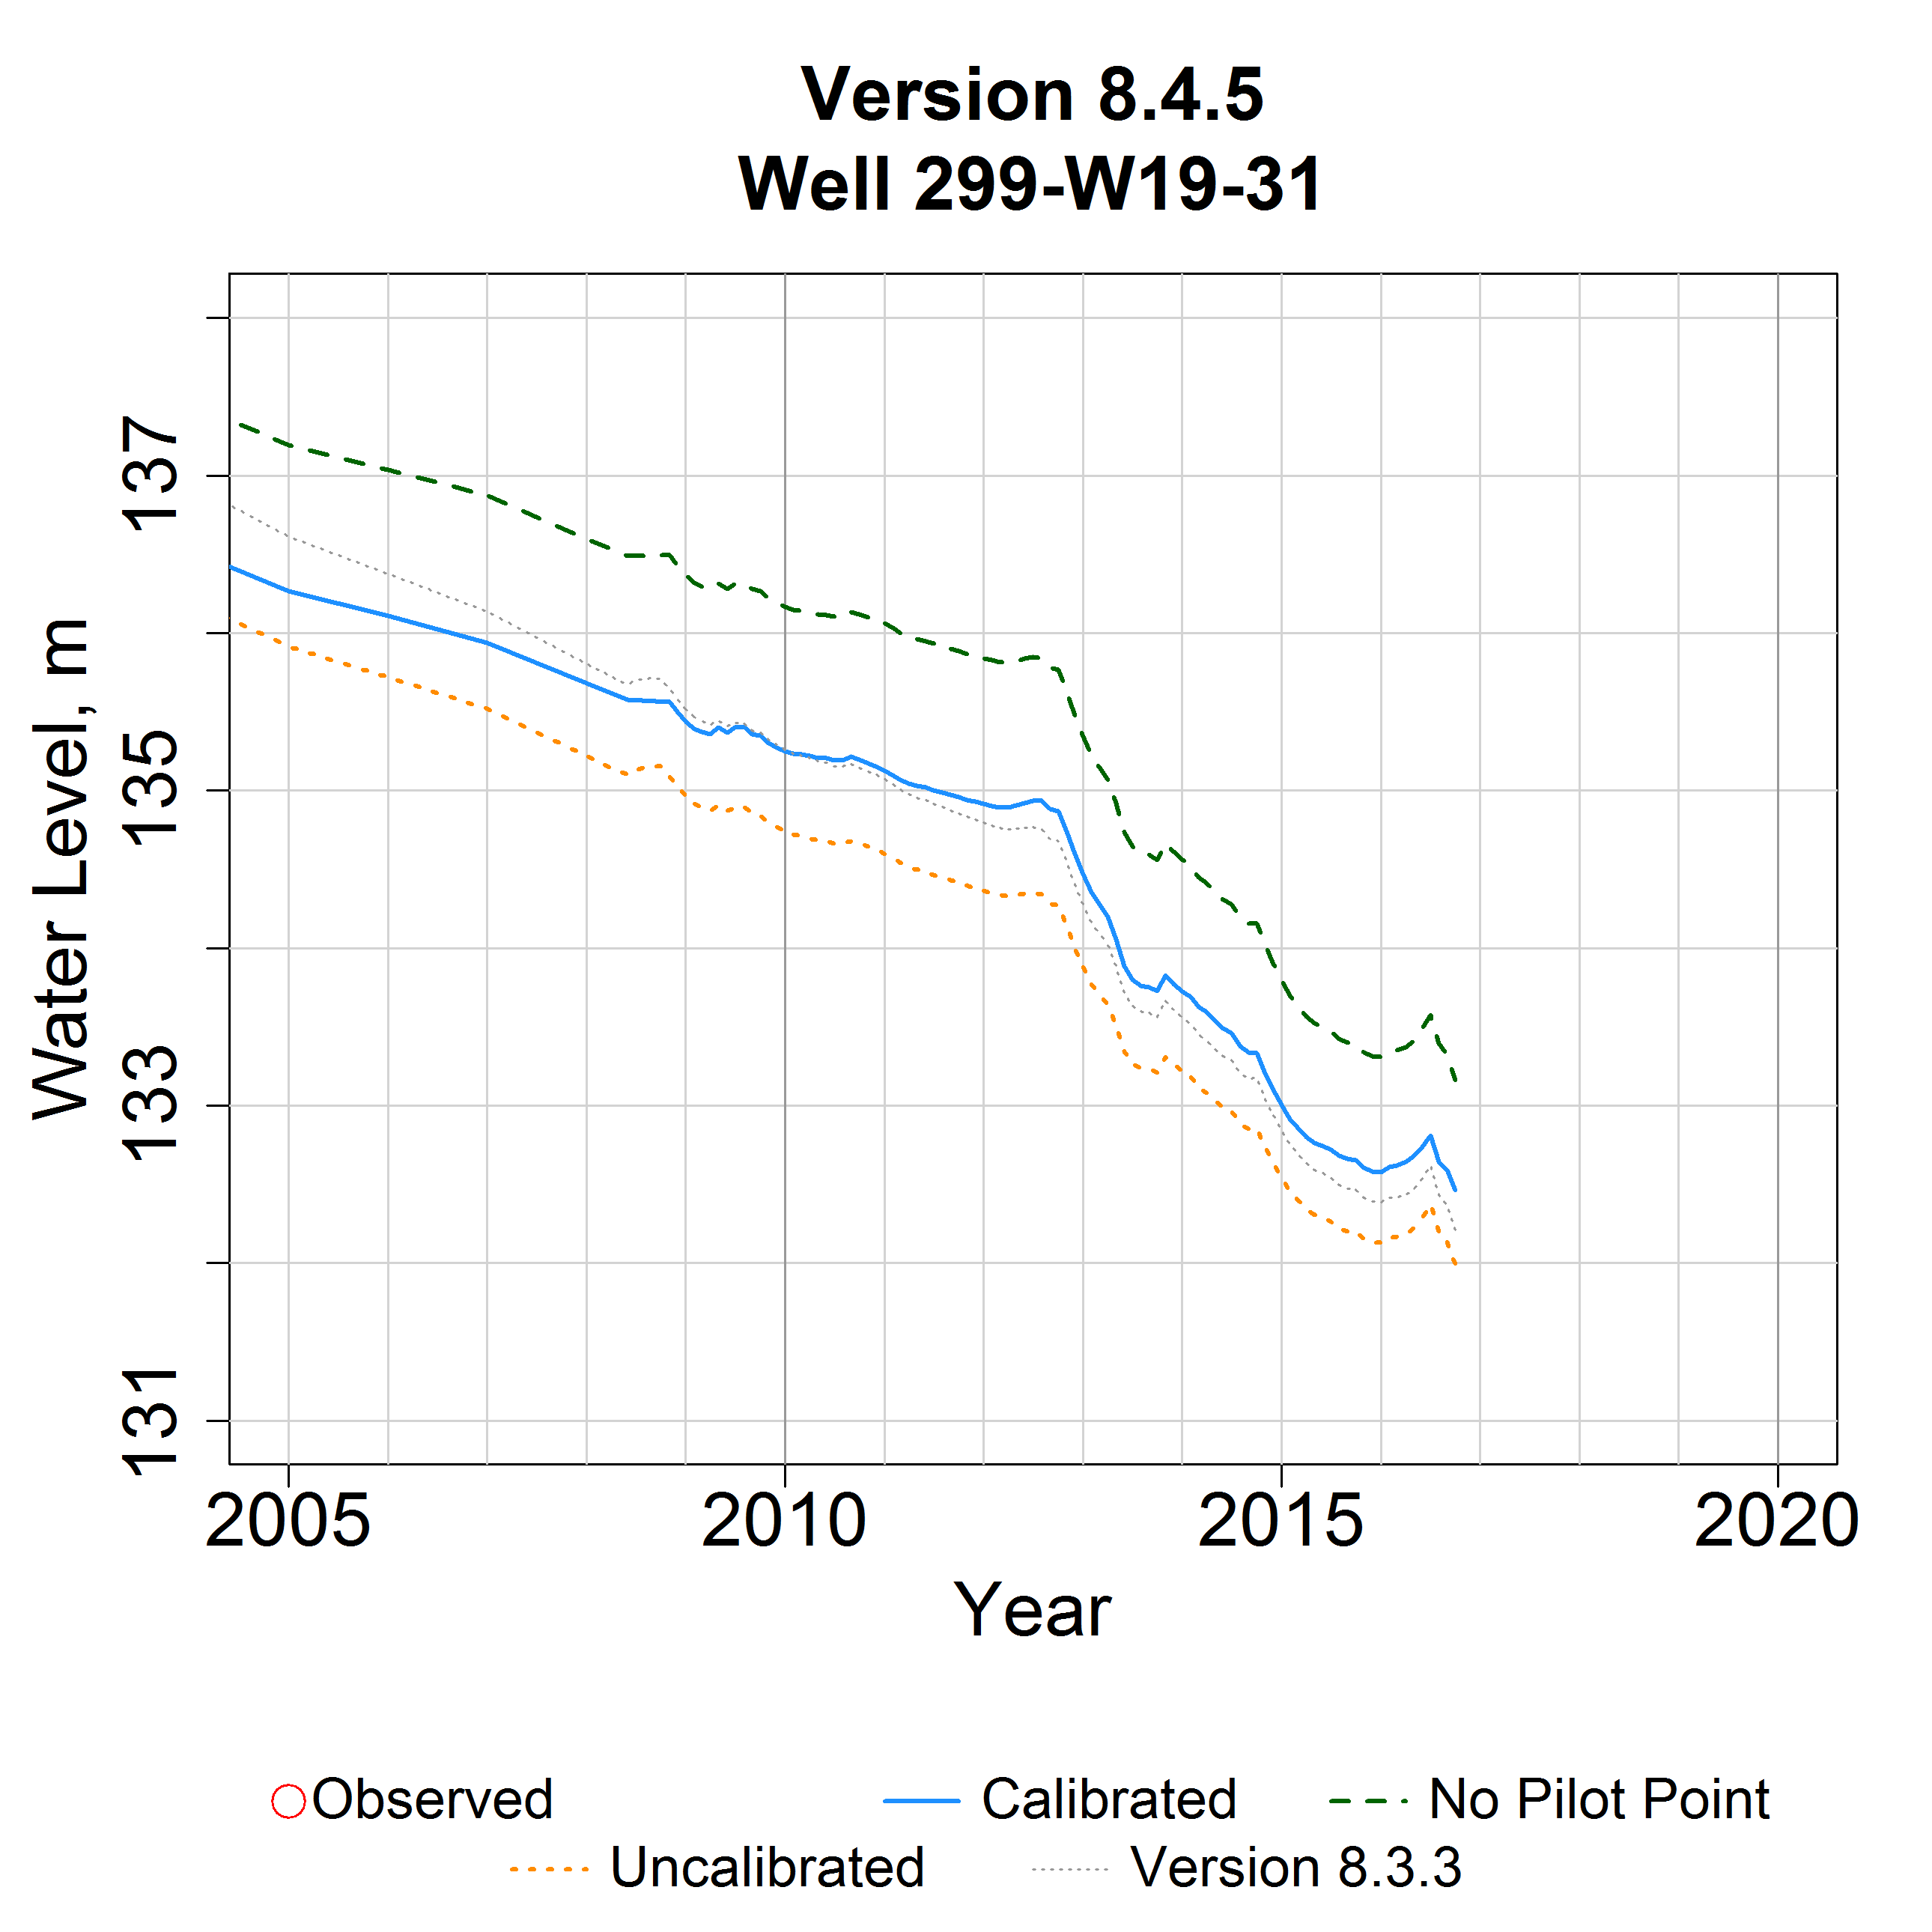 Version 8.4.5
Well 299-W19-31
Water Level, m
137
135
133
131
2005 2010 2015 2020
Year
Observed Calibrated No Pilot Point
Uncalibrated Version 8.3.3